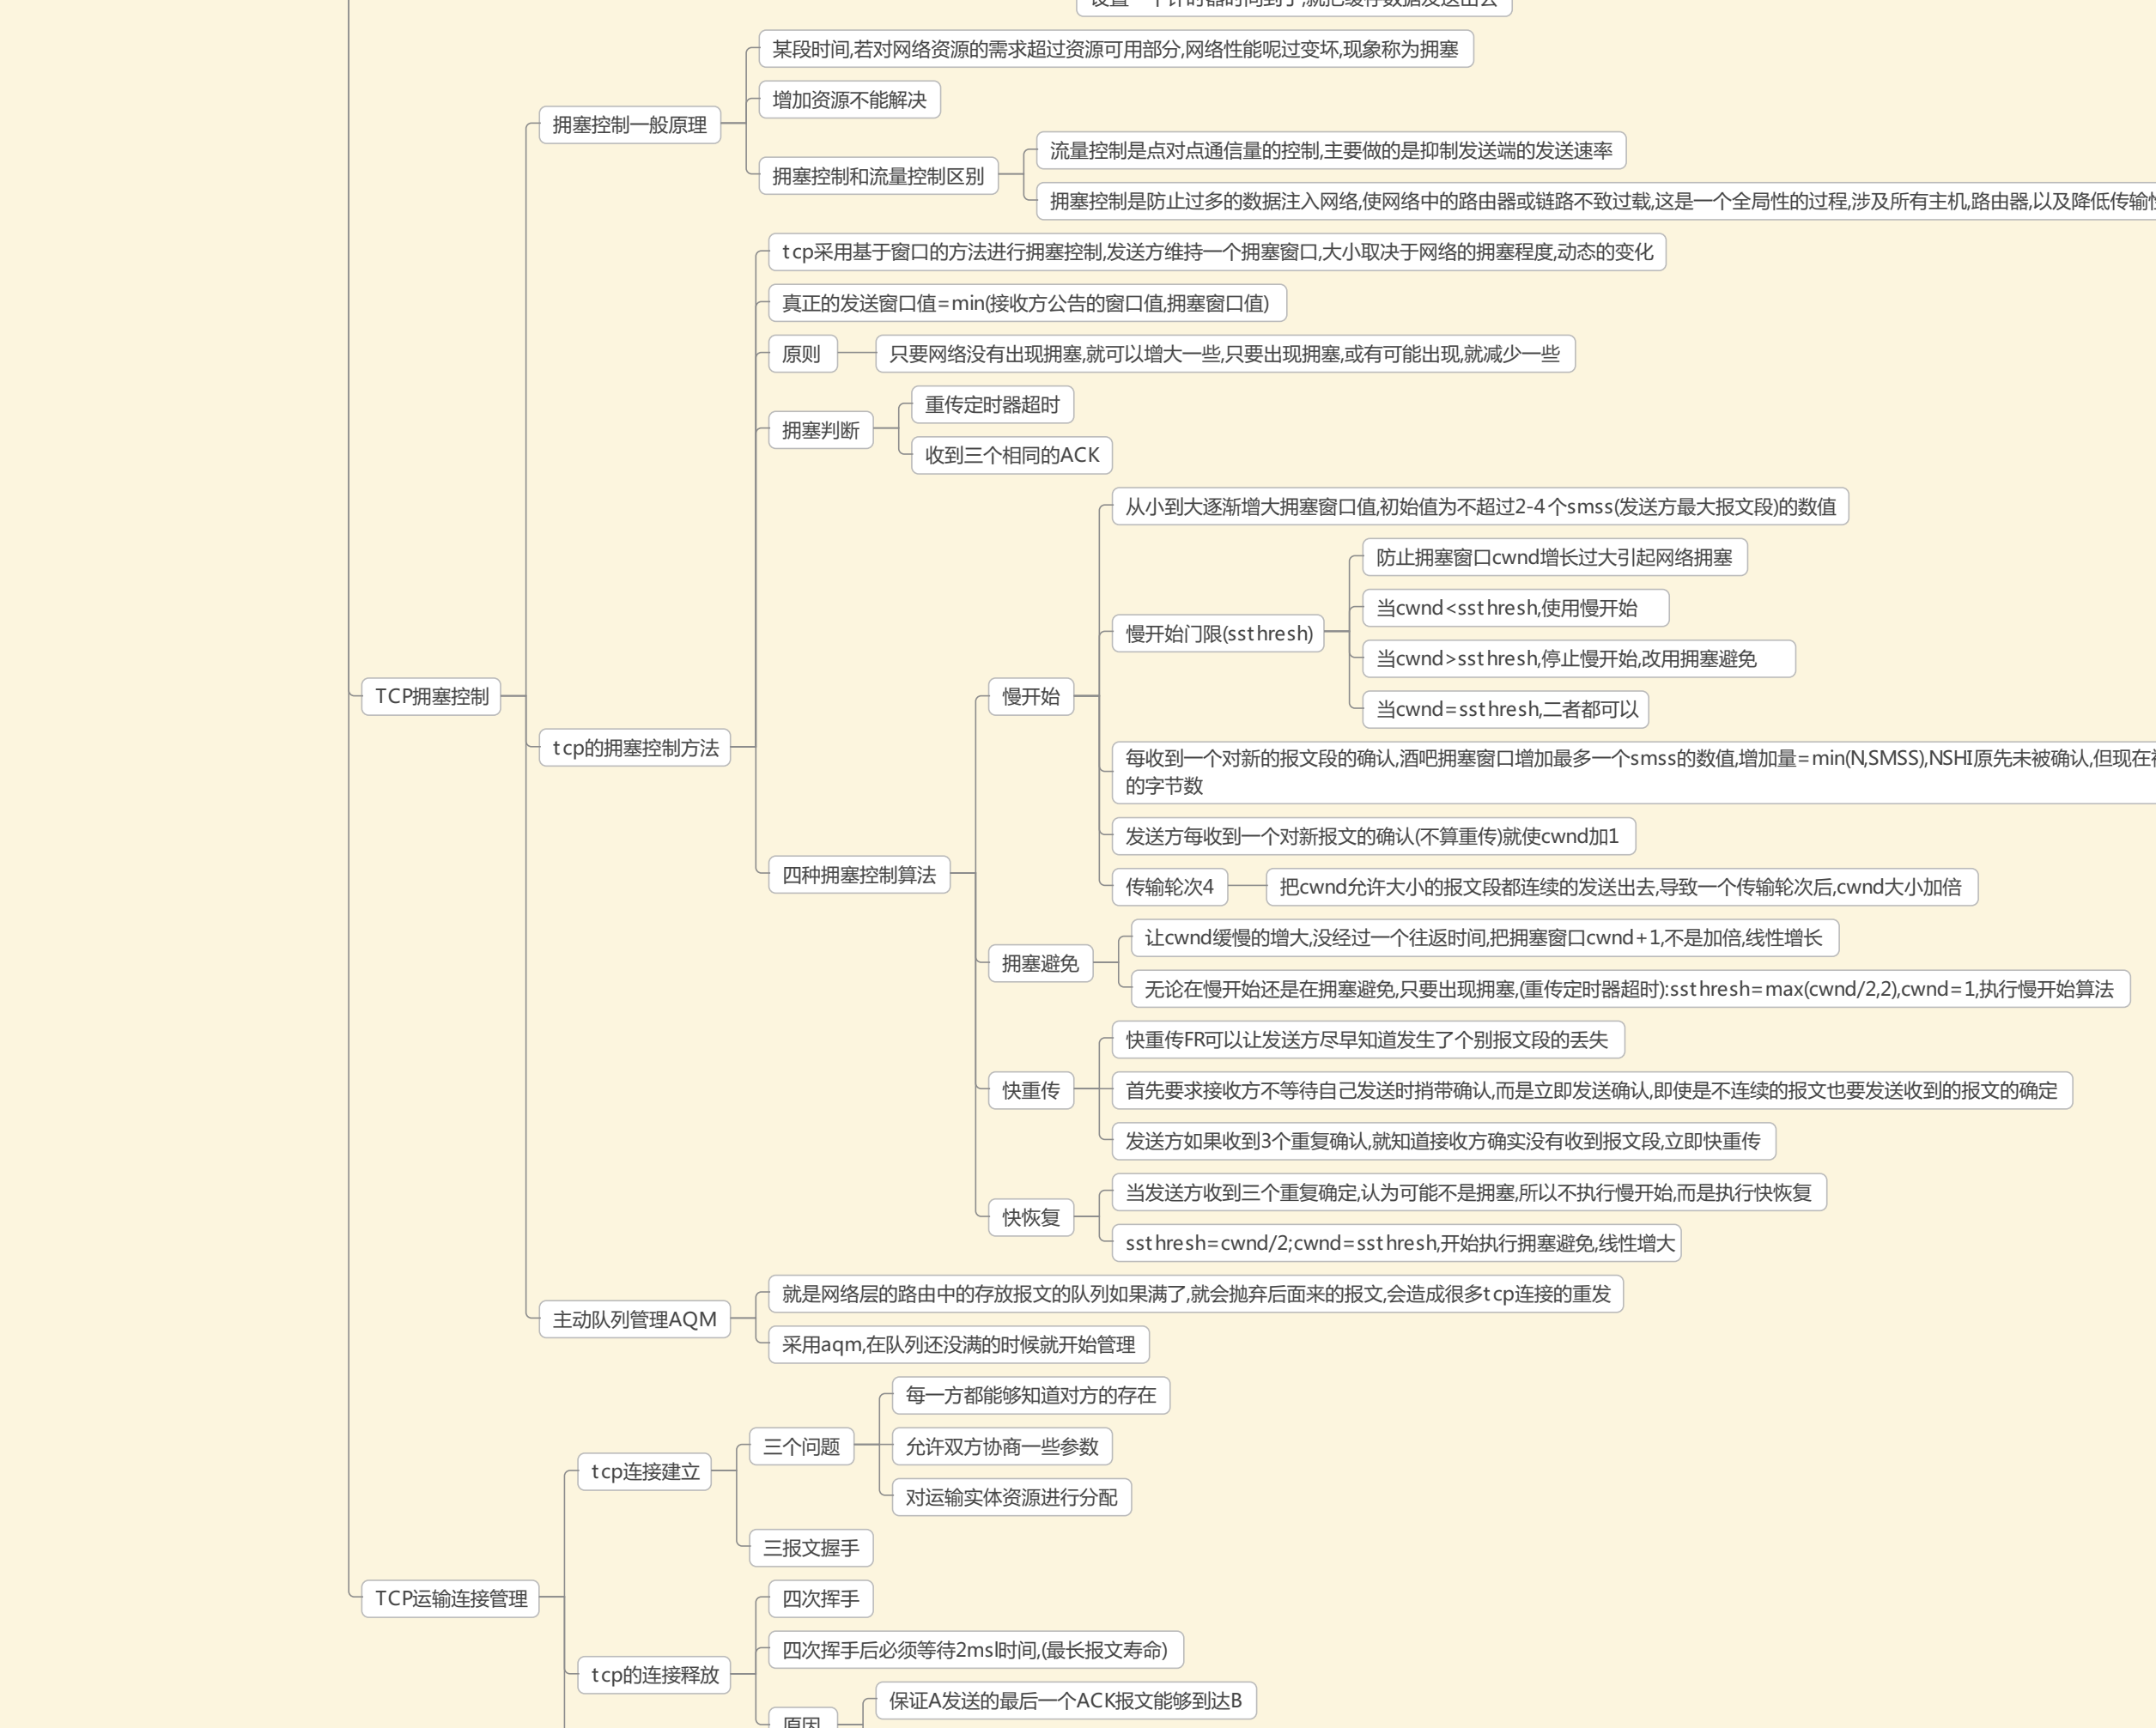 设置一个计时器时间到了,就把缓存数据发送出去
某段时间,若对网络资源的需求超过资源可用部分,网络性能呢过变坏,现象称为拥塞
增加资源不能解决
拥塞控制一般原理
流量控制是点对点通信量的控制,主要做的是抑制发送端的发送速率
拥塞控制和流量控制区别
拥塞控制是防止过多的数据注入网络,使网络中的路由器或链路不致过载,这是一个全局性的过程,涉及所有主机,路由器,以及降低传输性
tcp采用基于窗口的方法进行拥塞控制,发送方维持一个拥塞窗口,大小取决于网络的拥塞程度,动态的变化
真正的发送窗口值=min(接收方公告的窗口值,拥塞窗口值)
原则
只要网络没有出现拥塞,就可以增大一些,只要出现拥塞,或有可能出现,就减少一些
重传定时器超时
拥塞判断
收到三个相同的ACK
从小到大逐渐增大拥塞窗口值,初始值为不超过2-4个smss(发送方最大报文段)的数值
防止拥塞窗口cwnd增长过大引起网络拥塞
当cwnd<ssthresh,使用慢开始
慢开始门限(ssthresh)
当cwnd>ssthresh,停止慢开始,改用拥塞避免
TCP拥塞控制
慢开始
当cwnd=ssthresh,二者都可以
tcp的拥塞控制方法
每收到一个对新的报文段的确认,酒吧拥塞窗口增加最多一个smss的数值,增加量=min(N,SMSS),NSHI原先未被确认,但现在
的字节数
发送方每收到一个对新报文的确认(不算重传)就使cwnd加1
四种拥塞控制算法
传输轮次4
把cwnd允许大小的报文段都连续的发送出去,导致一个传输轮次后,cwnd大小加倍
让cwnd缓慢的增大,没经过一个往返时间,把拥塞窗口cwnd+1,不是加倍,线性增长
拥塞避免
无论在慢开始还是在拥塞避免,只要出现拥塞,(重传定时器超时):ssthresh=max(cwnd/2,2),cwnd=1,执行慢开始算法
快重传FR可以让发送方尽早知道发生了个别报文段的丢失
快重传
首先要求接收方不等待自己发送时捎带确认,而是立即发送确认,即使是不连续的报文也要发送收到的报文的确定
发送方如果收到3个重复确认,就知道接收方确实没有收到报文段,立即快重传
当发送方收到三个重复确定,认为可能不是拥塞,所以不执行慢开始,而是执行快恢复
快恢复
ssthresh=cwnd/2;cwnd=ssthresh,开始执行拥塞避免,线性增大
就是网络层的路由中的存放报文的队列如果满了,就会抛弃后面来的报文,会造成很多tcp连接的重发
主动队列管理AQM
采用aqm,在队列还没满的时候就开始管理
每一方都能够知道对方的存在
三个问题
允许双方协商一些参数
tcp连接建立
对运输实体资源进行分配
三报文握手
TCP运输连接管理
四次挥手
四次挥手后必须等待2msl时间,(最长报文寿命)
tcp的连接释放
保证A发送的最后一个ACK报文能够到达B
原因